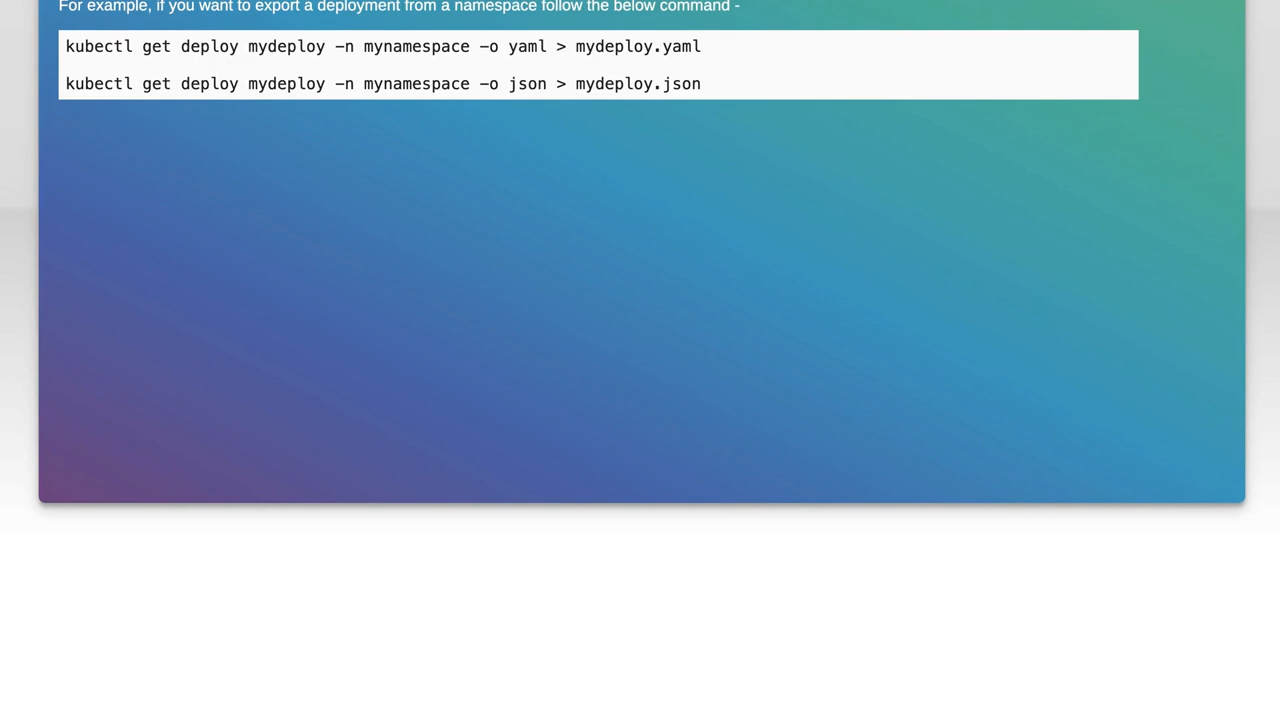 For example, if you want to export a deployment from a namespace follow the below command -
kubectl get deploy mydeploy -n mynamespace -o yaml > mydeploy.yaml
kubectl get deploy mydeploy -n mynamespace -o json > mydeploy.json